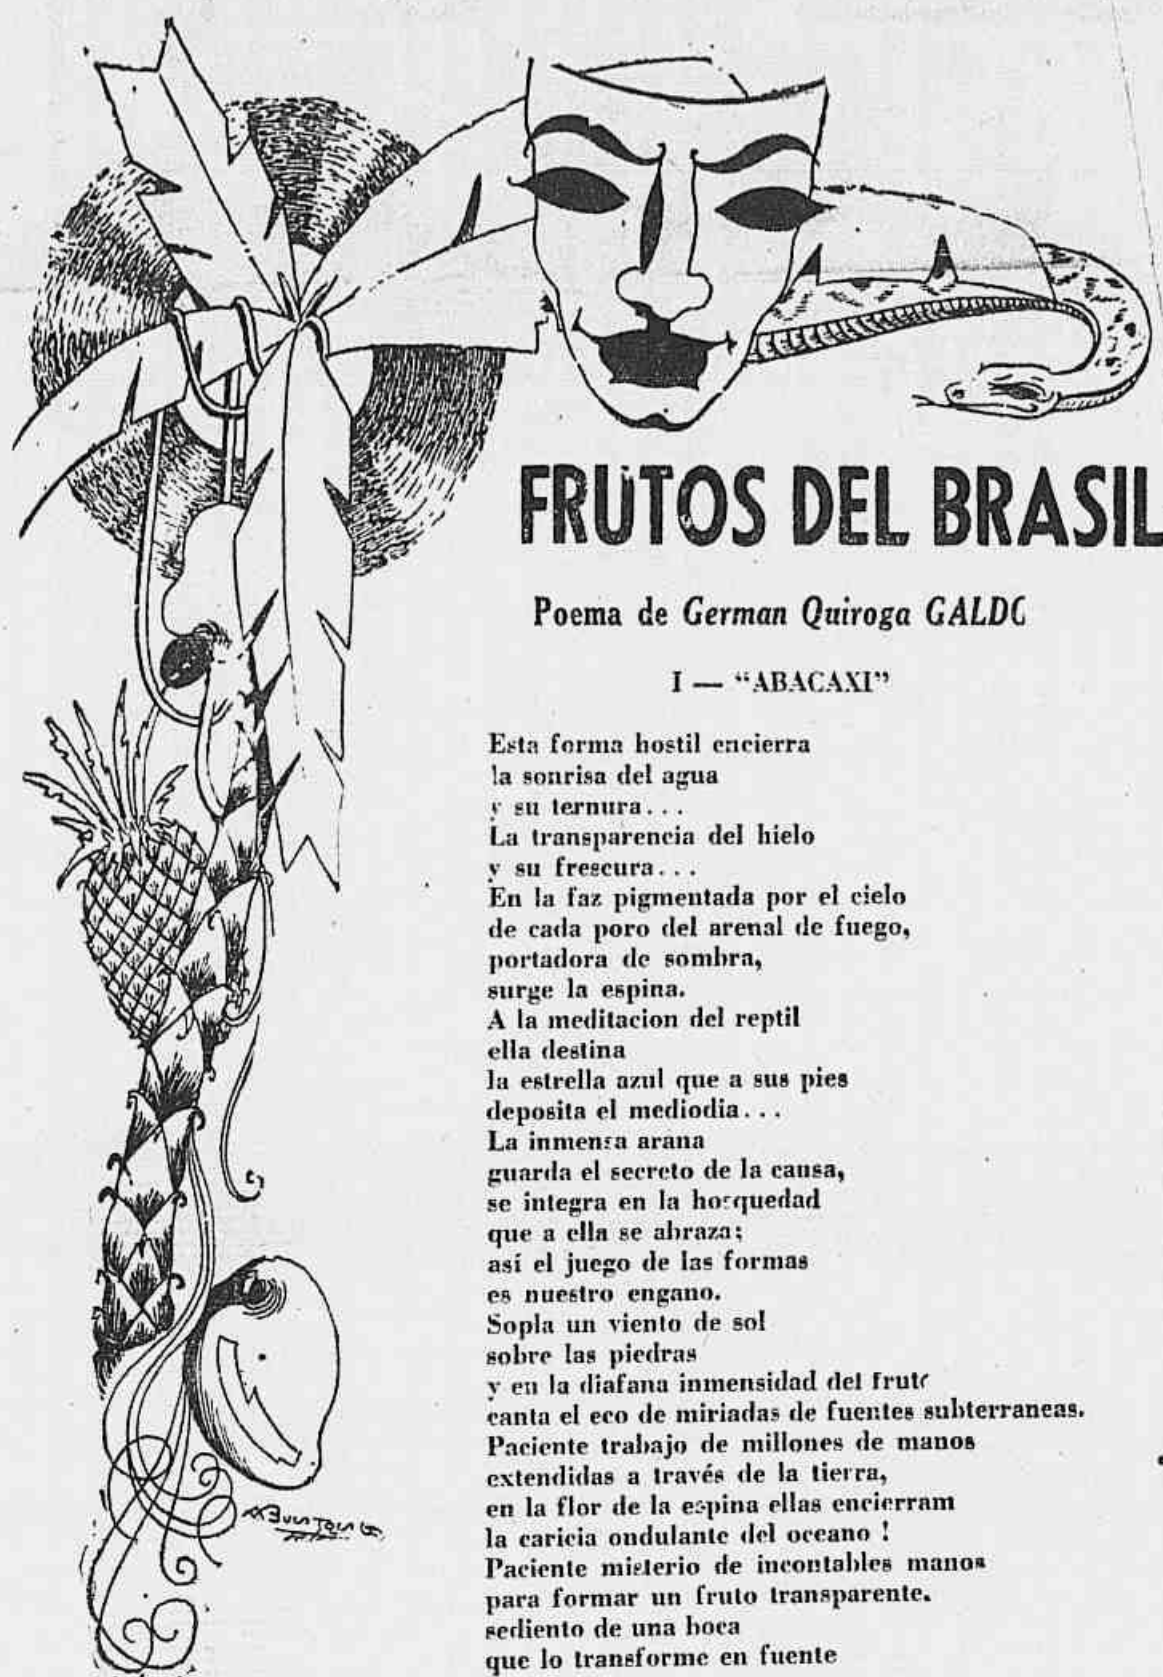 FRUTOS DEL BRASIL
Poema de German Quiroga GALDO
I — “ABACAXI”
Esta forma hostil encierra
la sonrisa del agua
y su ternura...
La transparencia del hielo
y su frescura...
En la faz pigmentada por el cielo
de cada poro del arenal de fuego,
portadora de sombra,
surge la espina.
A la meditacion del reptil
ella destina
la estrella azul que a sus pies
deposita el mediodia...
La inmensa arana
guarda el secreto de la causa,
se integra en la hosquedad
que a ella se abraza;
así el juego de las formas
es nuestro engano.
Sopla un viento de sol
sobre las piedras
y en la diafana inmensidad del fruto
canta el eco de miriadas de fuentes subterraneas.
Paciente trabajo de millones de manos
extendidas a través de la tierra,
en la flor de la espina ellas encierram
la caricia ondulante del oceano !
Paciente misterio de incontables manos
para formar un fruto transparente.
sediento de una boca
que lo transforme en fuente